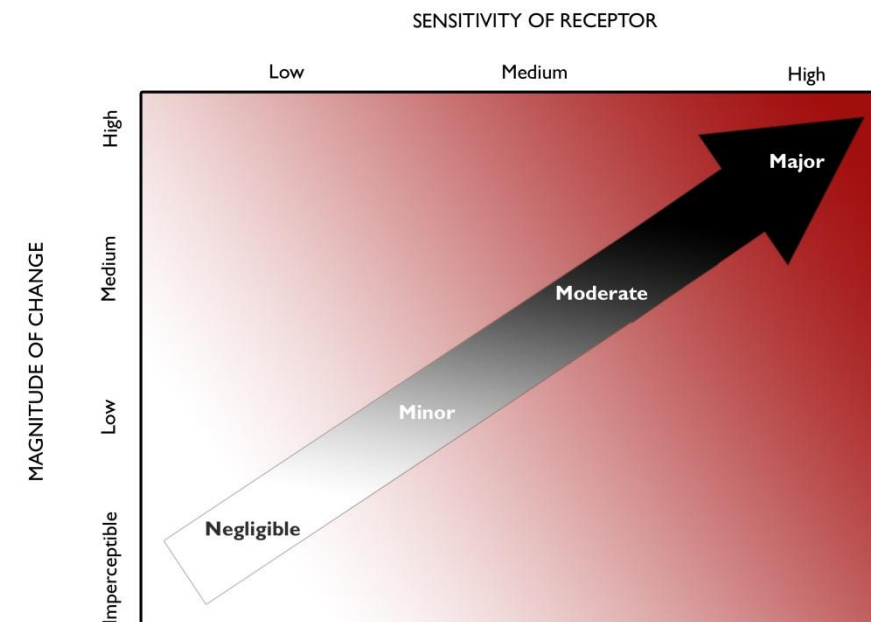 SENSITIVITY OF RECEPTOR
Low Medium High
MAGNITUDE OF CHANGE
High
Medium
Low
Imperceptible
Major
Moderate
Minor
Negligible